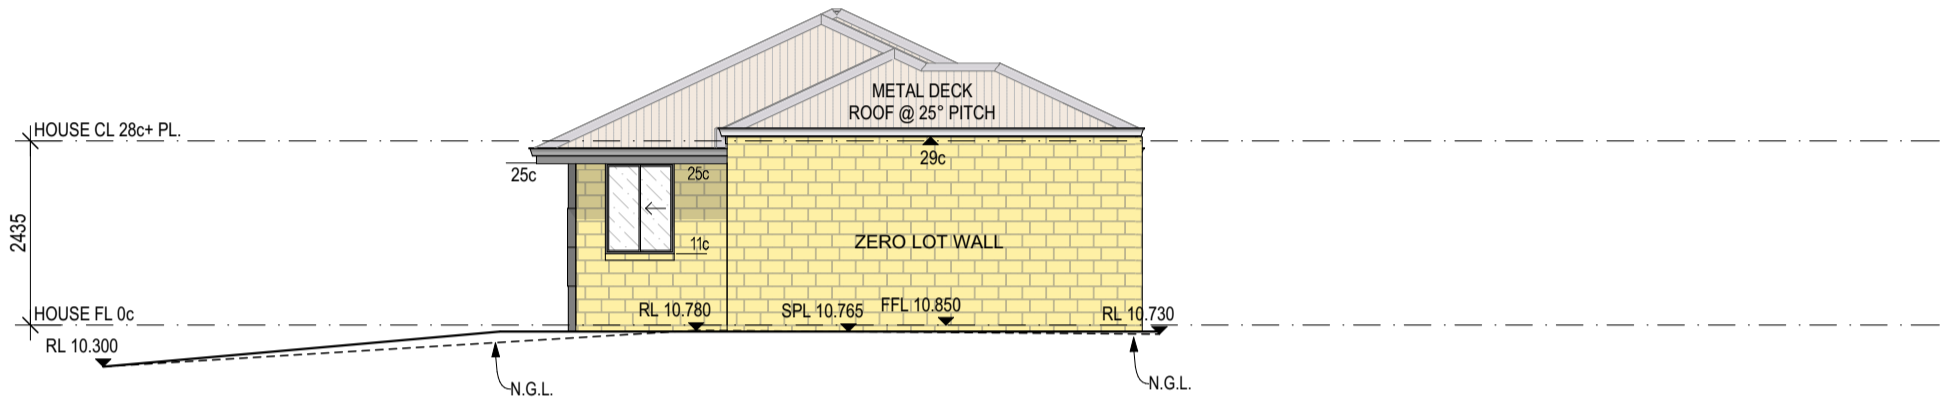 METAL DECK
ROOF @ 25° PITCH
HOUSE CL 28c+ PL.
29c
25c
25c
2435
11c
ZERO LOT WALL
HOUSE FL 0c
RL 10.780
SPL 10.765
FFL 10.850
RL 10.730
RL 10.300
N.G.L.
N.G.L.